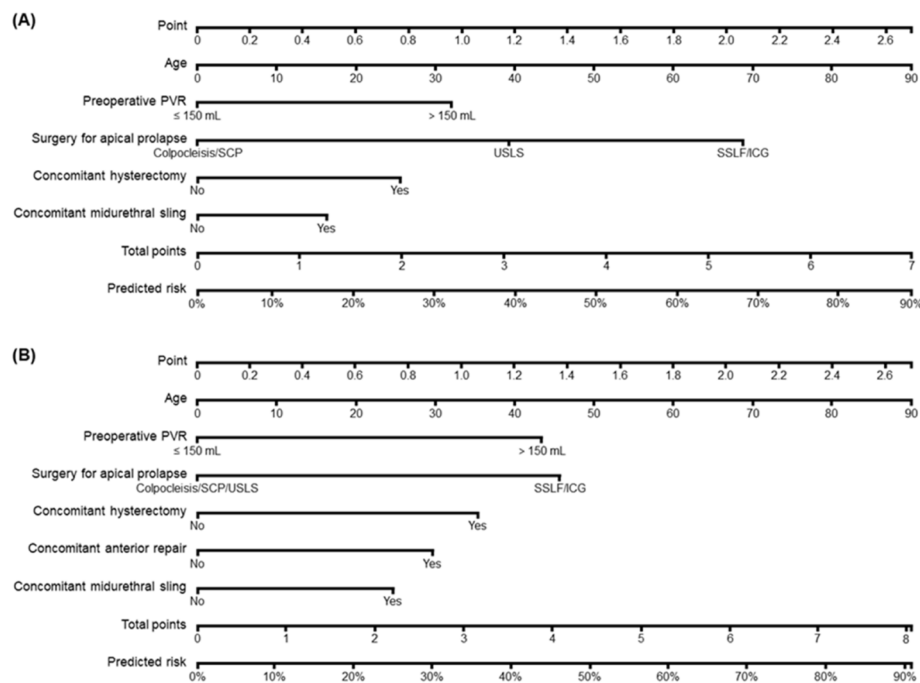 (A)
Point
0 0.2 0.4 0.6 0.8 1.0 1.2 1.4 1.6 1.8 2.0 2.2 2.4 2.6
Age
0 10 20 30 40 50 60 70 80 90
Preoperative PVR
≤ 150 mL > 150 mL
Surgery for apical prolapse
Colpocleisis/SCP USLS SSLF/ICG
Concomitant hysterectomy
No Yes
Concomitant midurethral sling
No Yes
Total points
0 1 2 3 4 5 6 7
Predicted risk
0% 10% 20% 30% 40% 50% 60% 70% 80% 90%
(B)
Point
0 0.2 0.4 0.6 0.8 1.0 1.2 1.4 1.6 1.8 2.0 2.2 2.4 2.6
Age
0 10 20 30 40 50 60 70 80 90
Preoperative PVR
≤ 150 mL > 150 mL
Surgery for apical prolapse
Colpocleisis/SCP/USLS SSLF/ICG
Concomitant hysterectomy
No Yes
Concomitant anterior repair
No Yes
Concomitant midurethral sling
No Yes
Total points
0 1 2 3 4 5 6 7 8
Predicted risk
0% 10% 20% 30% 40% 50% 60% 70% 80% 90%